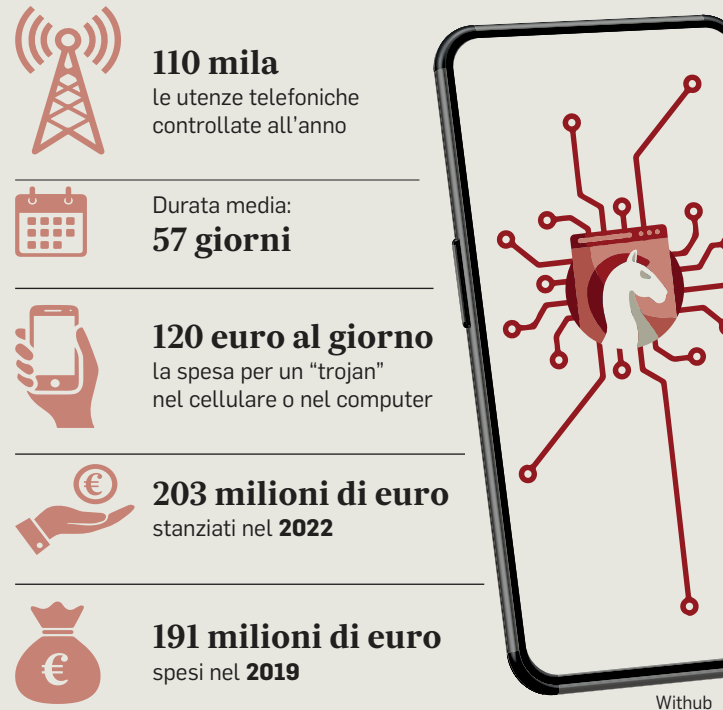 110 mila
le utenze telefoniche
controllate all'anno
Durata media:
57 giorni
120 euro al giorno
la spesa per un “trojan”
nel cellulare o nel computer
€
203 milioni di euro
stanziati nel 2022
€
191 milioni di euro
spesi nel 2019
Withub